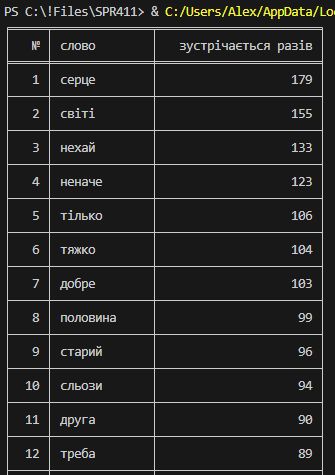 PS C:\!Files\SPR411> & C:/Users/Alex/AppData/Lo
№ слово зустрічається разів
1 серце 179
2 світі 155
3 нехай 133
4 неначе 123
5 тілько 106
6 тяжко 104
7 добре 103
8 половина 99
9 старий 96
10 сльози 94
11 друга 90
12 треба 89